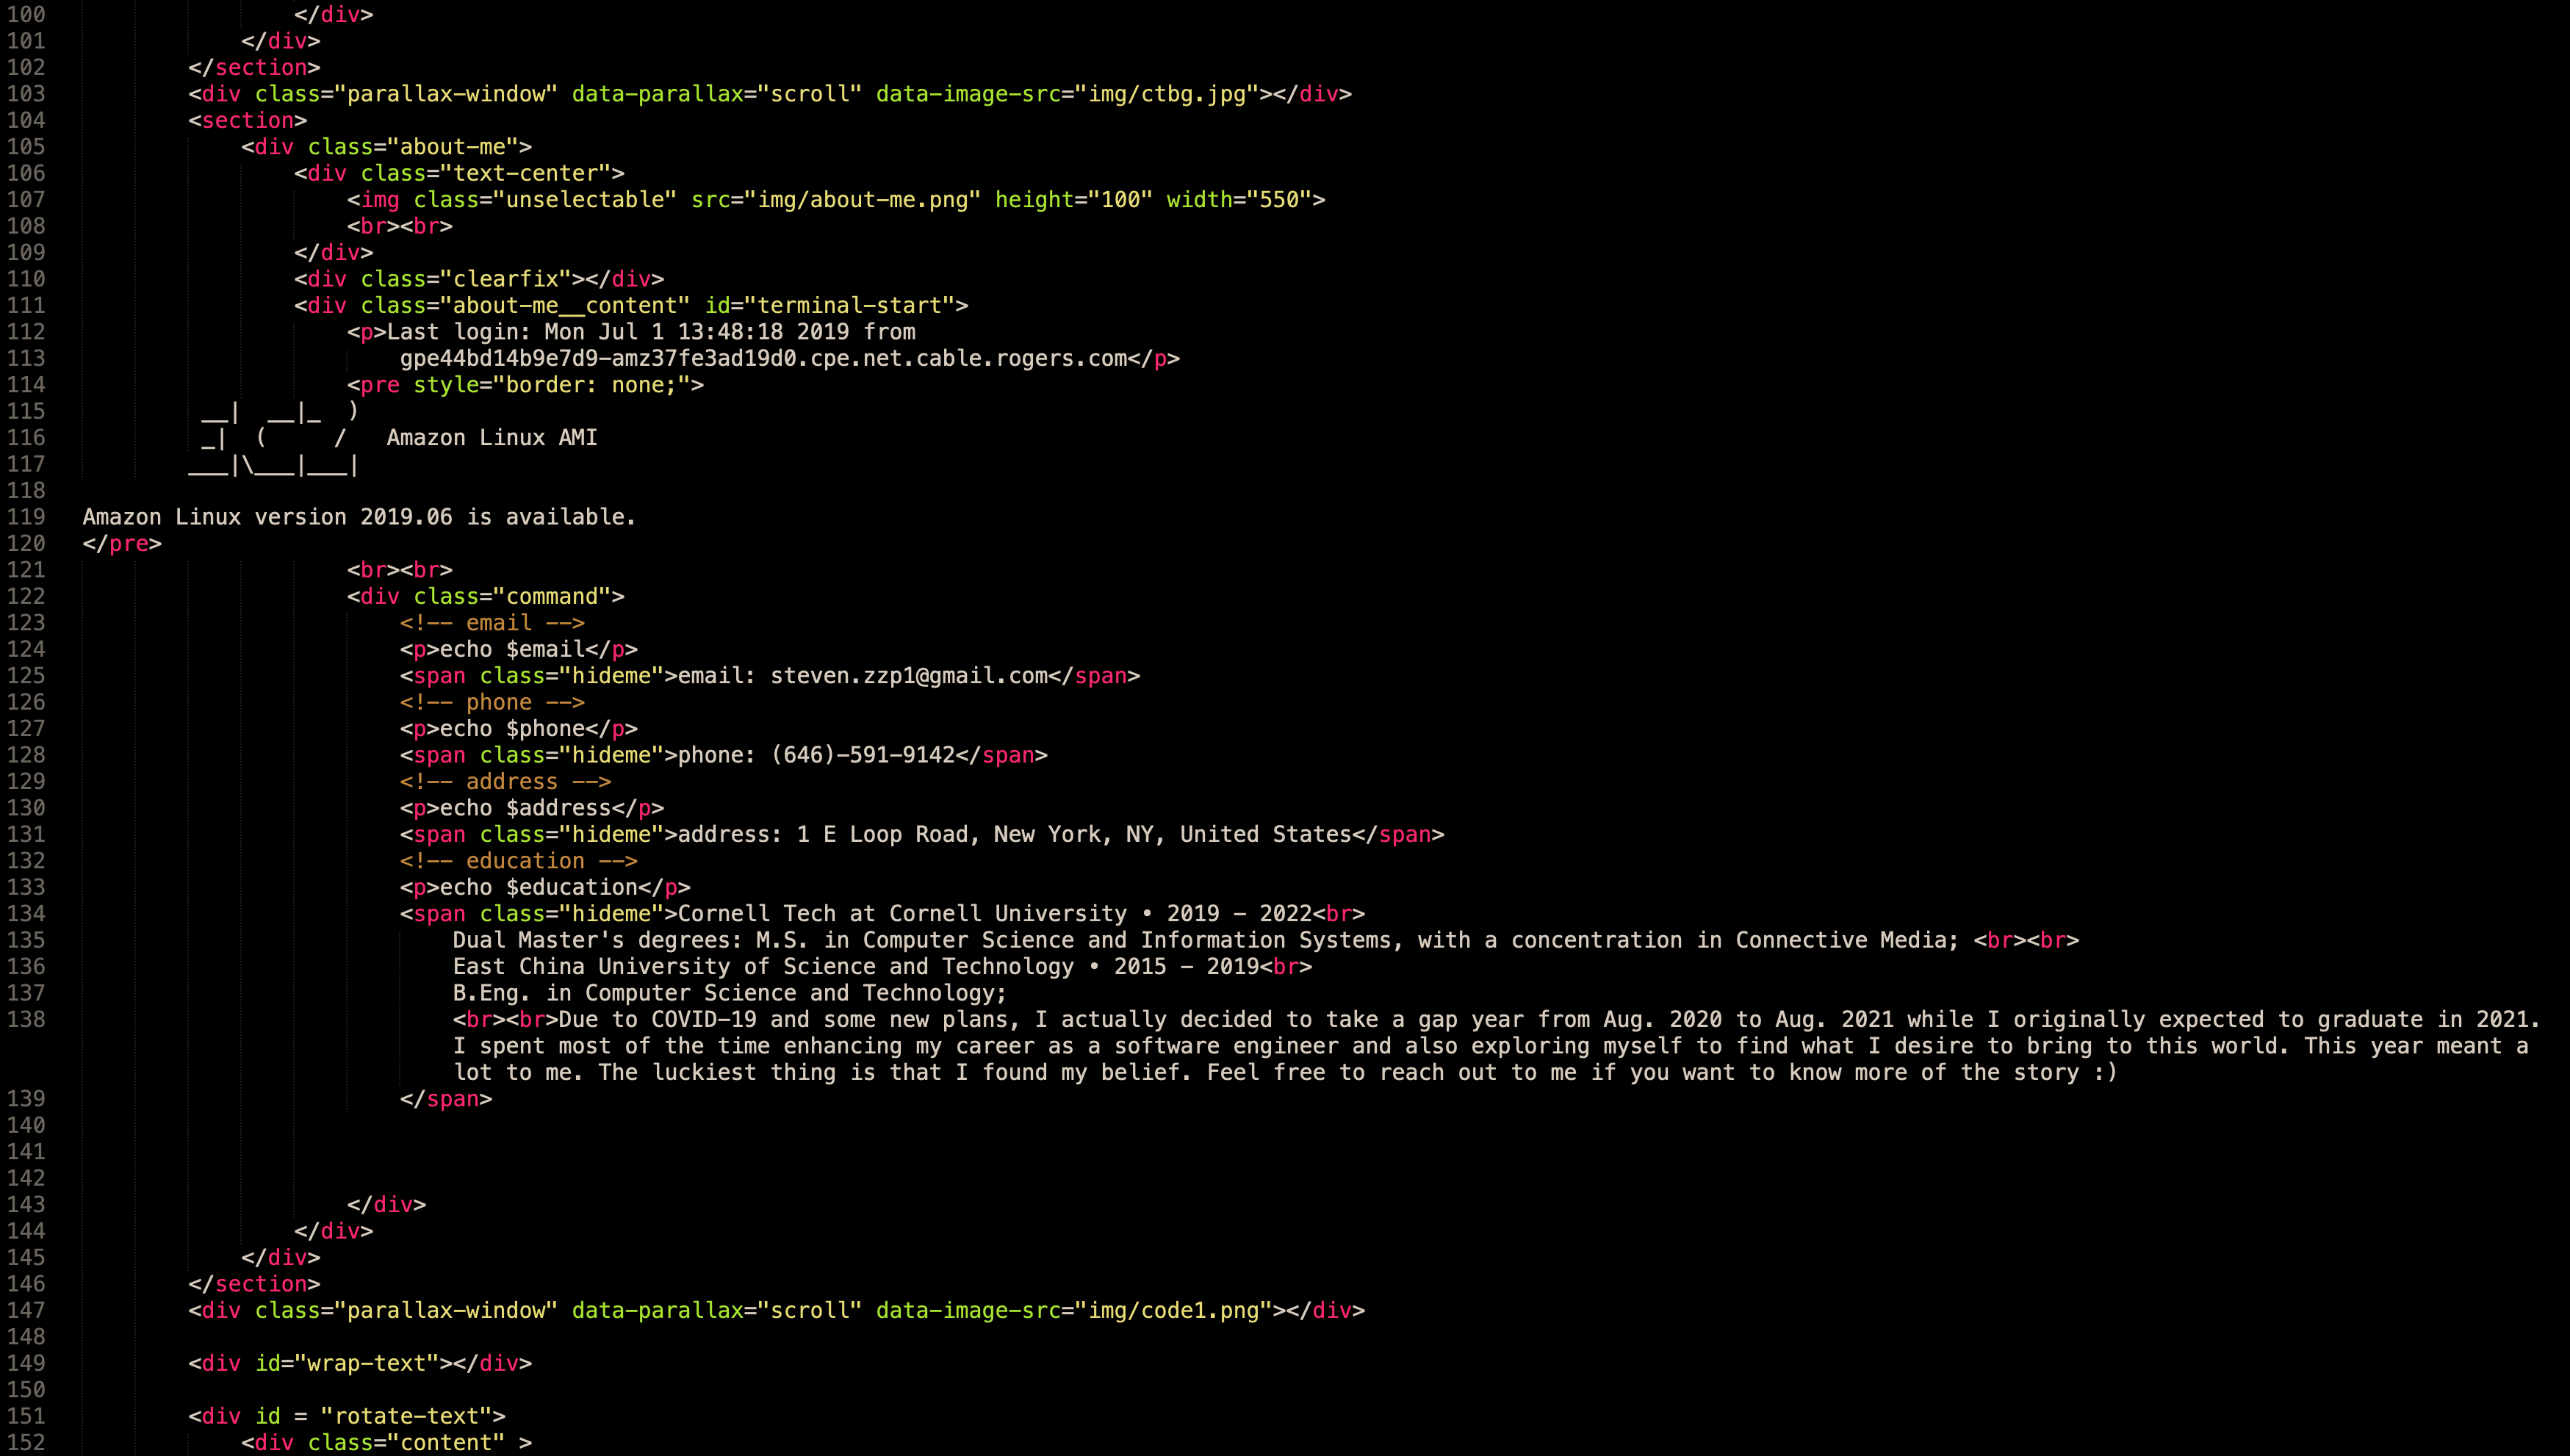 100 </div>
101 </div>
102 </section>
103 <div class="parallax-window" data-parallax="scroll" data-image-src="img/ctbg.jpg"></div>
104 <section>
105 <div class="about-me">
106 <div class="text-center">
107 <img class="unselectable" src="img/about-me.png" height="100" width="550">
108 <br><br>
109 </div>
110 <div class="clearfix"></div>
111 <div class="about-me__content" id="terminal-start">
112 <p>Last login: Mon Jul 1 13:48:18 2019 from
113 gpe44bd14b9e7d9-amz37fe3ad19d0.cpe.net.cable.rogers.com</p>
114 <pre style="border: none;">
115 __|  __|_  )
116 _|  (     /   Amazon Linux AMI
117 ___|\___|___|
118
119 Amazon Linux version 2019.06 is available.
120 </pre>
121 <br><br>
122 <div class="command">
123 <!-- email -->
124 <p>echo $email</p>
125 <span class="hideme">email: steven.zzp1@gmail.com</span>
126 <!-- phone -->
127 <p>echo $phone</p>
128 <span class="hideme">phone: (646)-591-9142</span>
129 <!-- address -->
130 <p>echo $address</p>
131 <span class="hideme">address: 1 E Loop Road, New York, NY, United States</span>
132 <!-- education -->
133 <p>echo $education</p>
134 <span class="hideme">Cornell Tech at Cornell University • 2019 - 2022<br>
135 Dual Master's degrees: M.S. in Computer Science and Information Systems, with a concentration in Connective Media; <br><br>
136 East China University of Science and Technology • 2015 - 2019<br>
137 B.Eng. in Computer Science and Technology;
138 <br><br>Due to COVID-19 and some new plans, I actually decided to take a gap year from Aug. 2020 to Aug. 2021 while I originally expected to graduate in 2021.
I spent most of the time enhancing my career as a software engineer and also exploring myself to find what I desire to bring to this world. This year meant a
lot to me. The luckiest thing is that I found my belief. Feel free to reach out to me if you want to know more of the story :)
139 </span>
140
141
142
143 </div>
144 </div>
145 </div>
146 </section>
147 <div class="parallax-window" data-parallax="scroll" data-image-src="img/code1.png"></div>
148
149 <div id="wrap-text"></div>
150
151 <div id = "rotate-text">
152 <div class="content" >